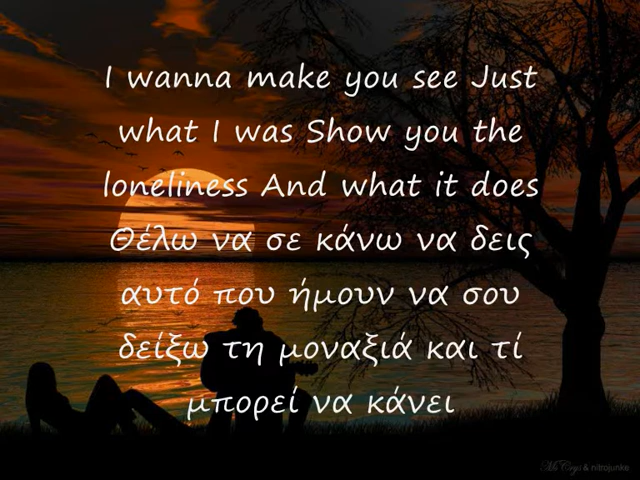 I wanna make you see Just
what I was Show you the
loneliness And what it does
Θέλω να σε κάνω να δεις
αυτό που ήμουν να σου
δείξω τη μοναξιά και τί
μπορεί να κάνει
& nitrojunke